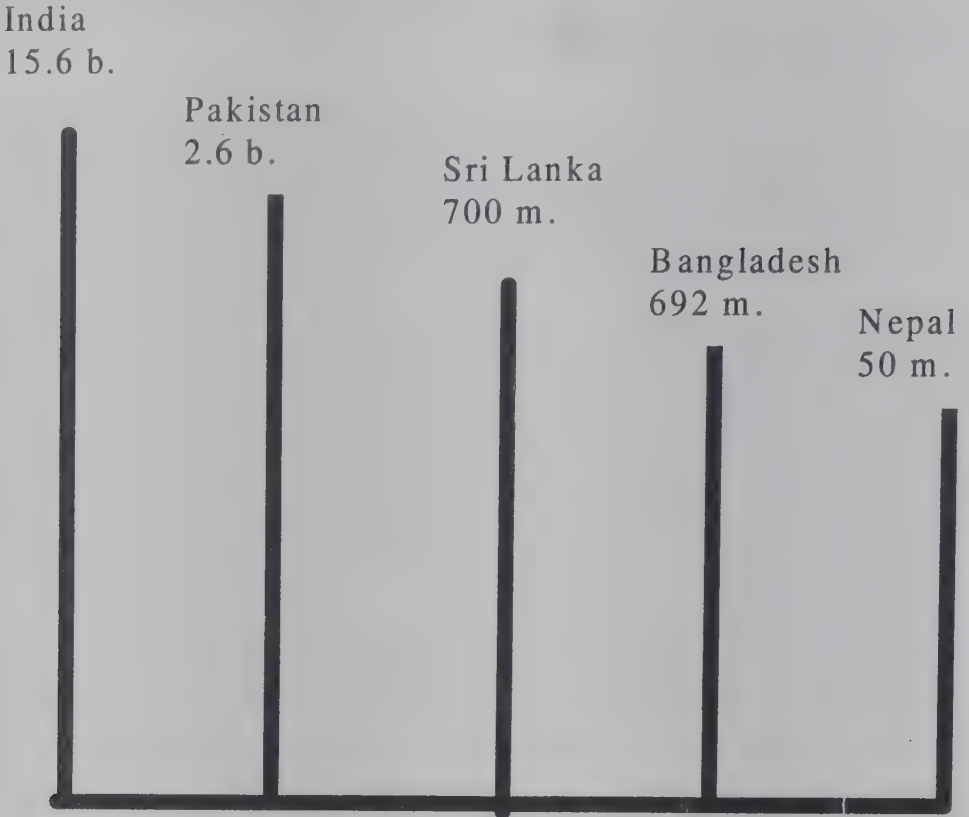 India
15.6 b.
Pakistan
2.6 b.
Sri Lanka
700 m.
Bangladesh
692 m.
Nepal
50 m.